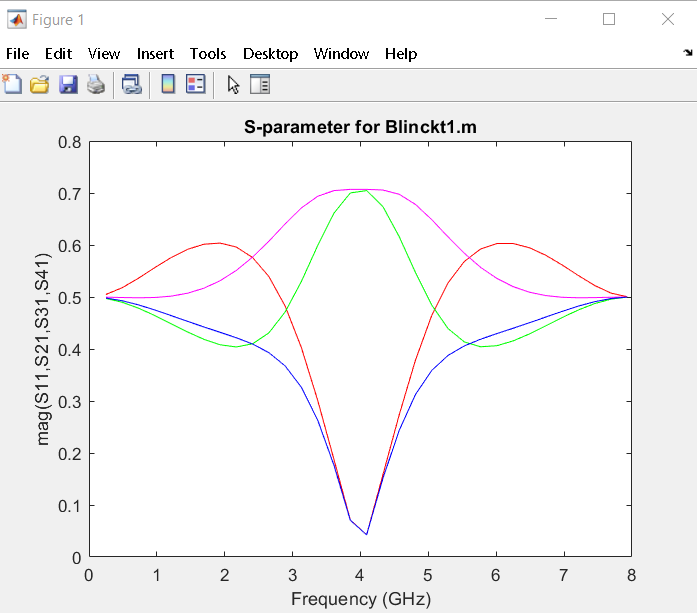 Figure 1
File Edit View Insert Tools Desktop Window Help
S-parameter for Blinckt1.m
0.8
0.7
0.6
0.5
0.4
0.3
0.2
0.1
0
mag(S11,S21,S31,S41)
0 1 2 3 4 5 6 7 8
Frequency (GHz)